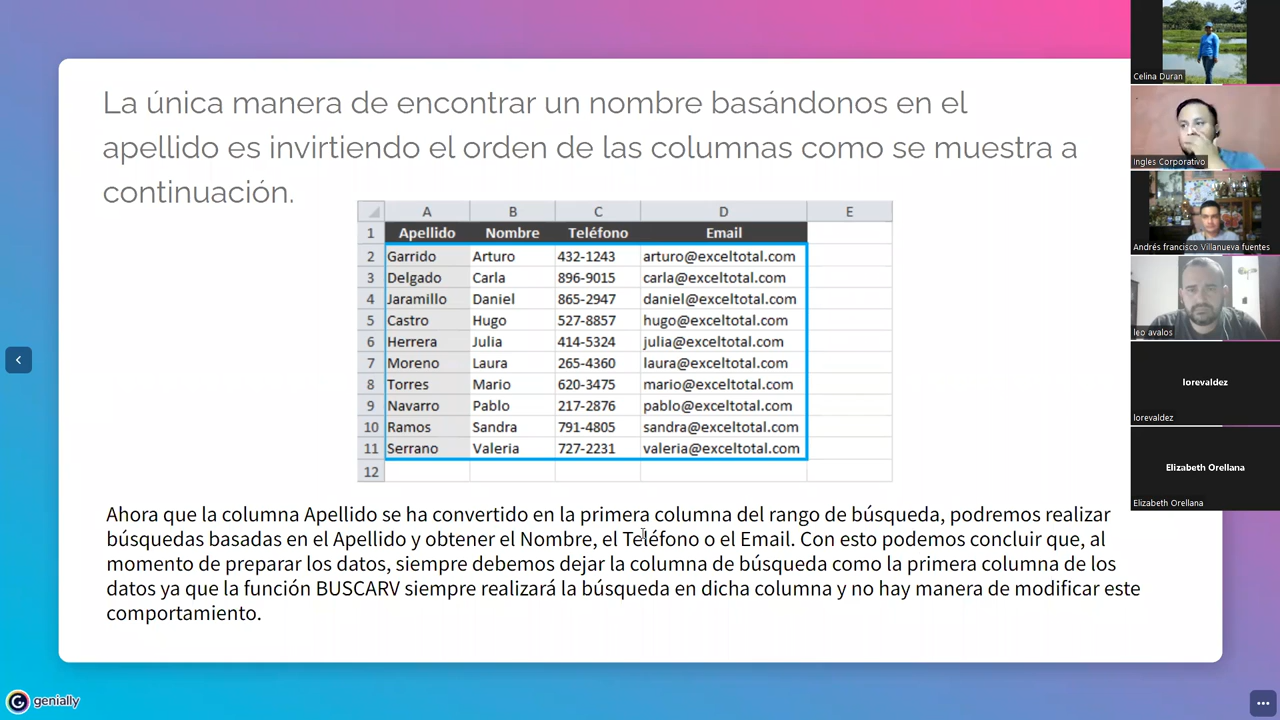 La única manera de encontrar un nombre basándonos en el
apellido es invirtiendo el orden de las columnas como se muestra a
continuación.
A B C D E
1 Apellido Nombre Teléfono Email
2 Garrido Arturo 432-1243 arturo@exceltotal.com
3 Delgado Carla 896-9015 carla@exceltotal.com
4 Jaramillo Daniel 865-2947 daniel@exceltotal.com
5 Castro Hugo 527-8857 hugo@exceltotal.com
6 Herrera Julia 414-5324 julia@exceltotal.com
7 Moreno Laura 265-4360 laura@exceltotal.com
8 Torres Mario 620-3475 mario@exceltotal.com
9 Navarro Pablo 217-2876 pablo@exceltotal.com
10 Ramos Sandra 791-4805 sandra@exceltotal.com
11 Serrano Valeria 727-2231 valeria@exceltotal.com
12
Ahora que la columna Apellido se ha convertido en la primera columna del rango de búsqueda, podremos realizar
búsquedas basadas en el Apellido y obtener el Nombre, el Teléfono o el Email. Con esto podemos concluir que, al
momento de preparar los datos, siempre debemos dejar la columna de búsqueda como la primera columna de los
datos ya que la función BUSCARV siempre realizará la búsqueda en dicha columna y no hay manera de modificar este
comportamiento.
genially
Celina Duran
Ingles Corporativo
Andrés francisco Villanueva fuentes
leo avalos
lorevaldez
lorevaldez
Elizabeth Orellana
Elizabeth Orellana